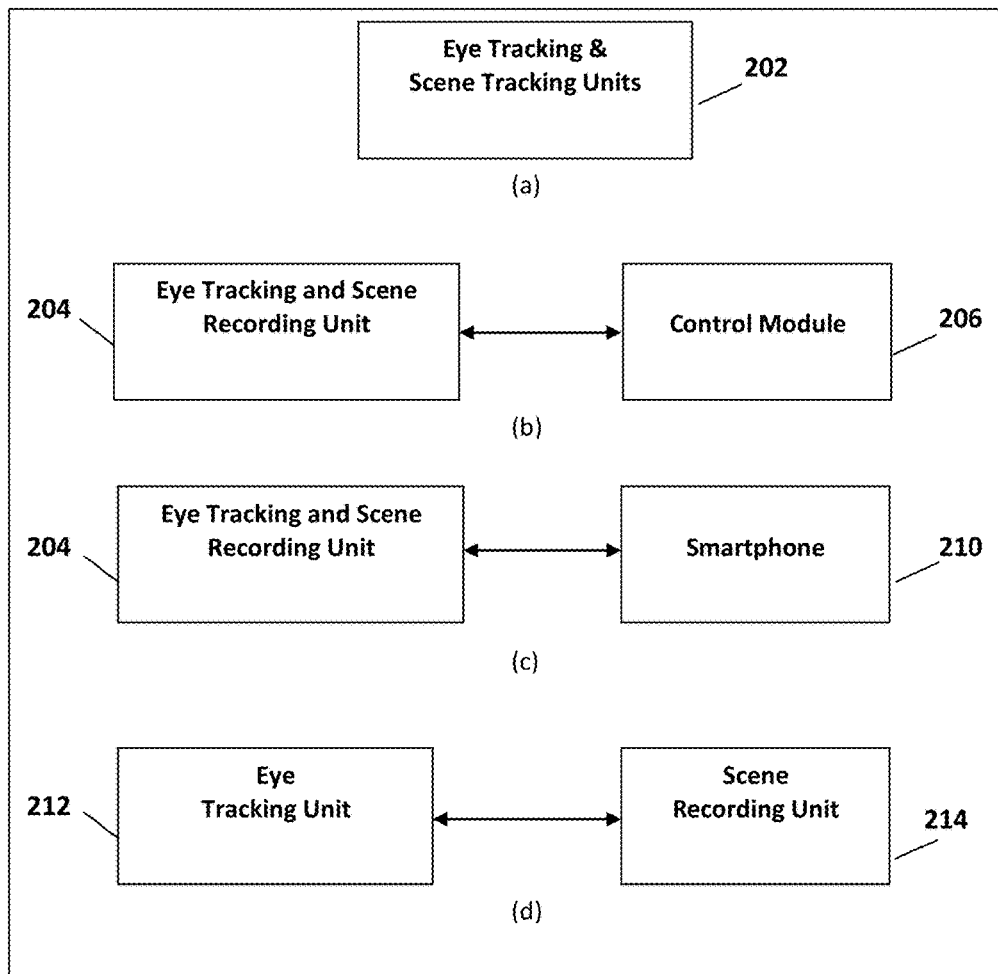 Eye Tracking &
Scene Tracking Units
202
(a)
Eye Tracking and Scene
Recording Unit
204
Control Module
206
(b)
Eye Tracking and Scene
Recording Unit
204
Smartphone
210
(c)
Eye
Tracking Unit
212
Scene
Recording Unit
214
(d)